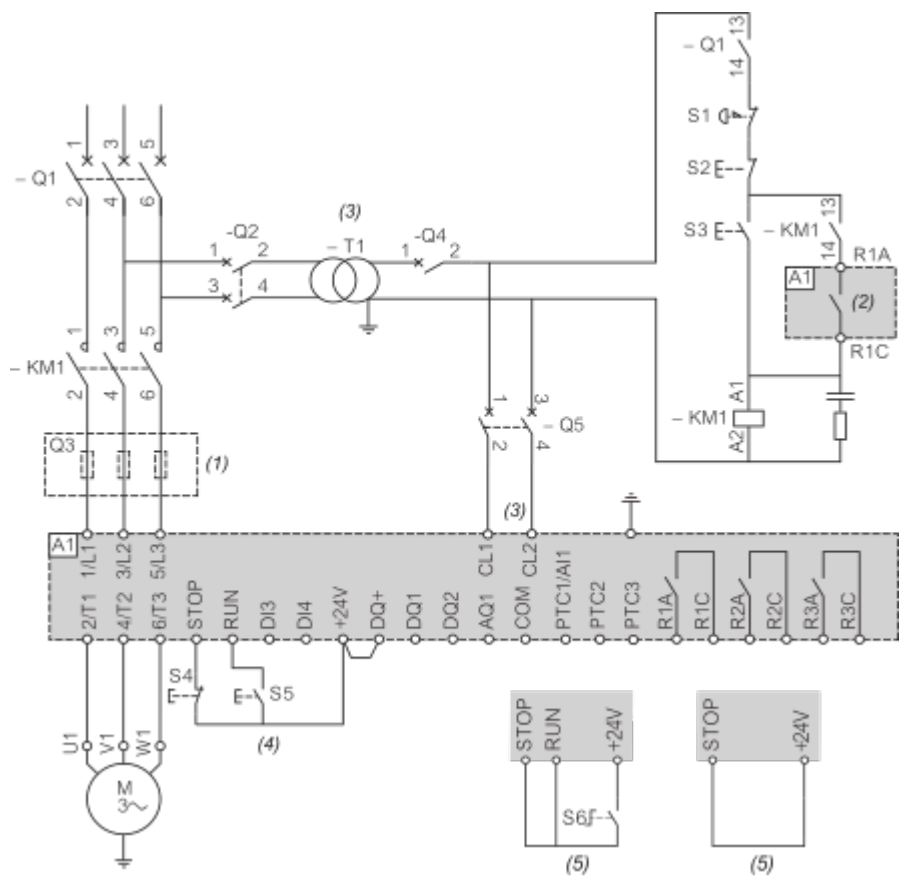 13
– Q1
14
S1
S2
S3
13
– KM1
14
R1A
A1
(2)
R1C
A1
– KM1
A2
1 3 5
– Q1
2 4 6
(3)
-Q2
1 2
3 4
– T1
-Q4
1 2
1 3 5
– KM1
2 4 6
1 3
– Q5
2 4
Q3
(1)
(3)
A1
1/L1 3/L2 5/L3 CL1 CL2
2/T1 4/T2 6/T3 STOP RUN DI3 DI4 +24V DQ+ DQ1 DQ2 AQ1 COM PTC1/AI1 PTC2 PTC3 R1A R1C R2A R2C R3A R3C
S4
S5
(4)
U1 V1 W1
M
3
STOP RUN +24V
S6
(5)
STOP +24V
(5)